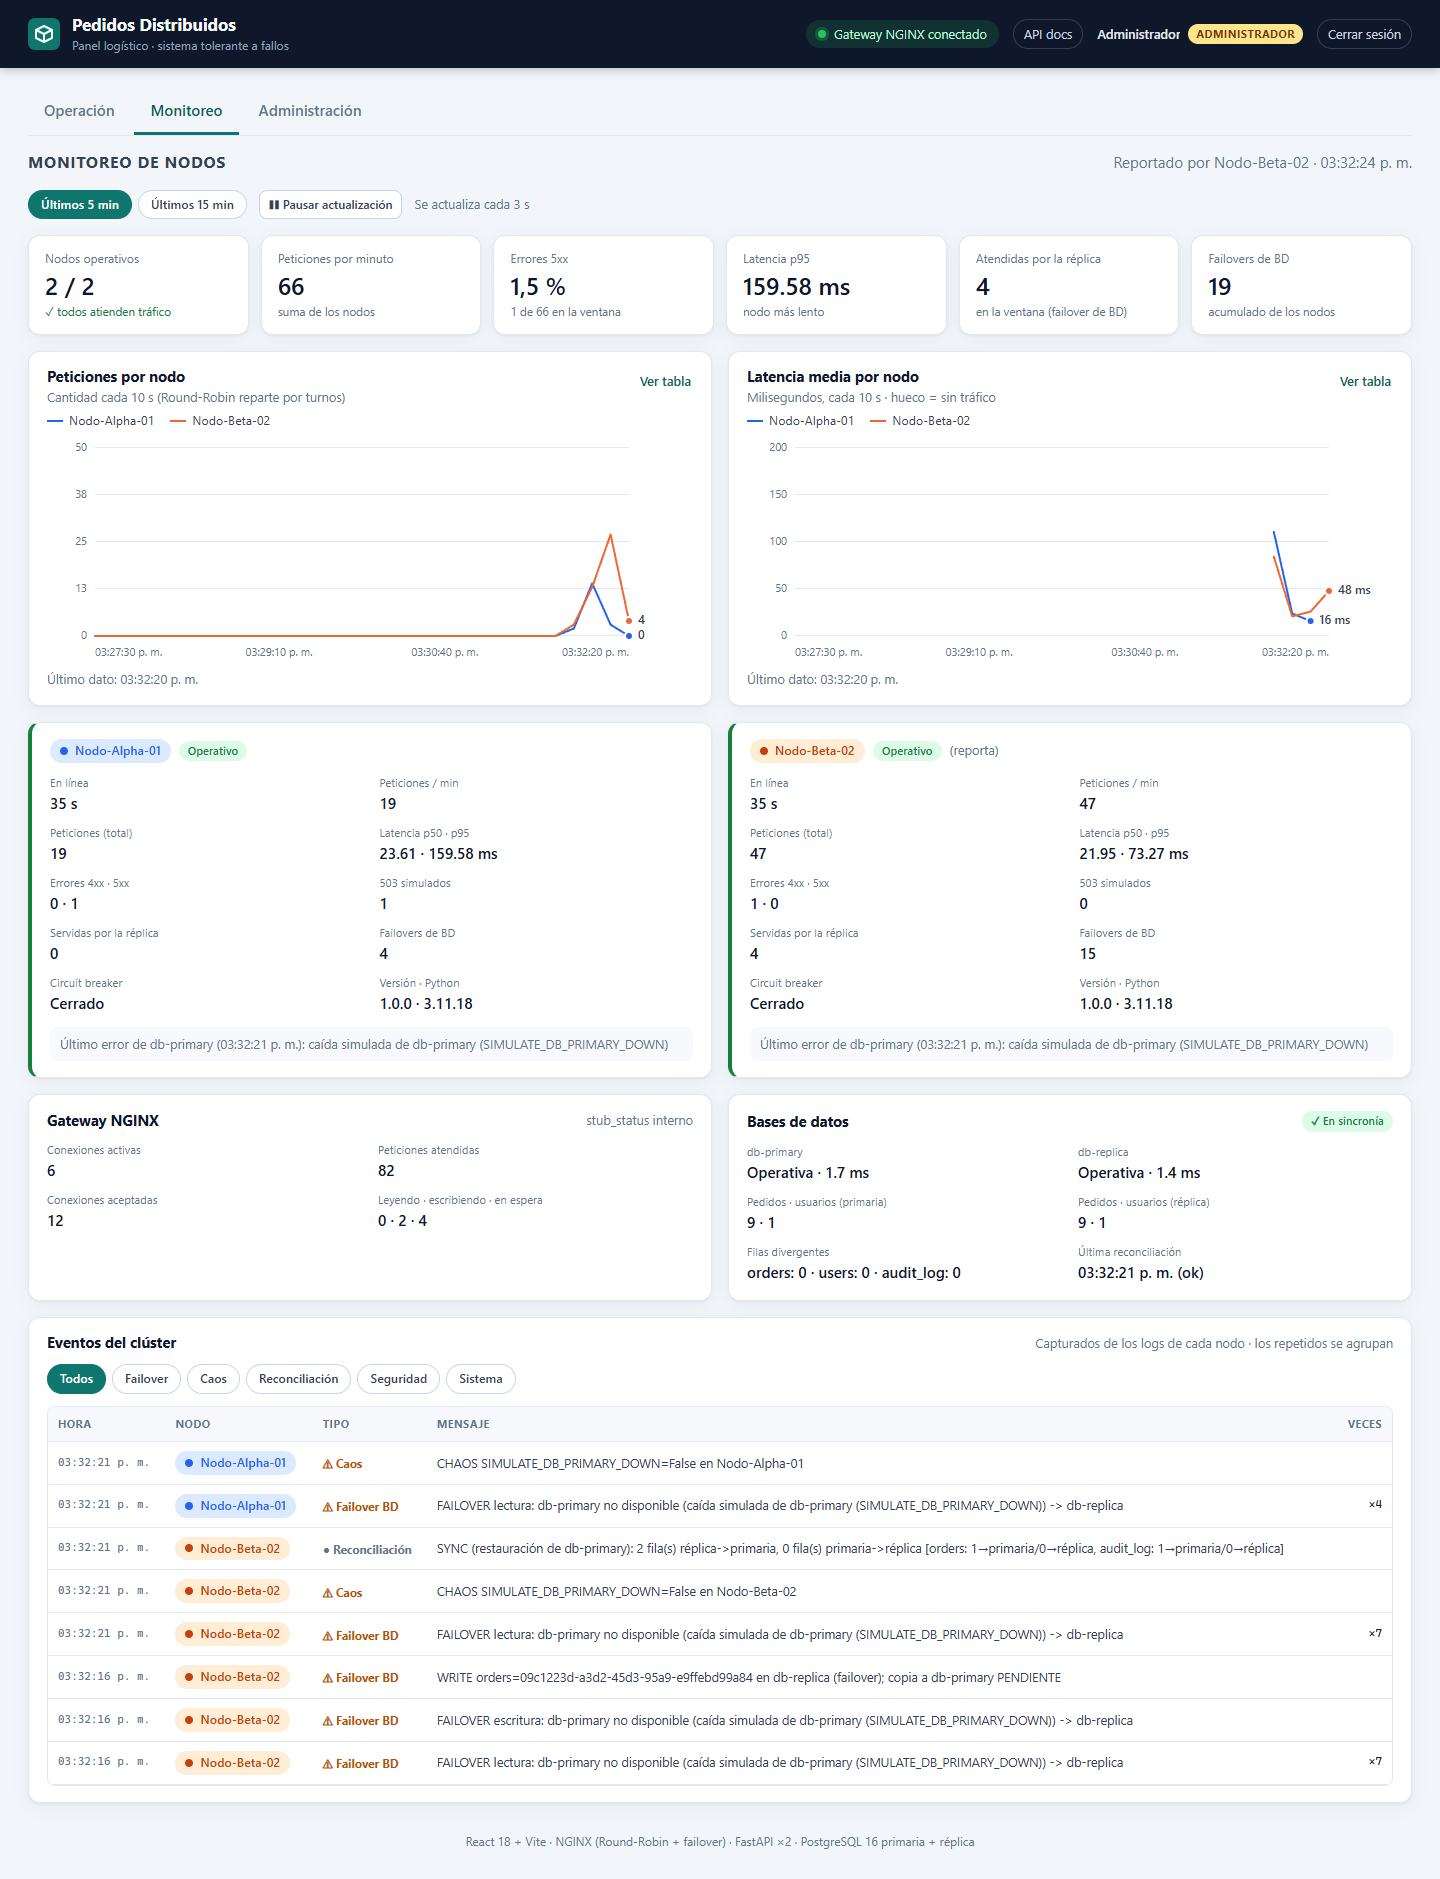 Pedidos Distribuidos
Panel logístico · sistema tolerante a fallos
Gateway NGINX conectado
API docs
Administrador
ADMINISTRADOR
Cerrar sesión
Operación
Monitoreo
Administración
MONITOREO DE NODOS
Reportado por Nodo-Beta-02 · 03:32:24 p. m.
Últimos 5 min
Últimos 15 min
Pausar actualización
Se actualiza cada 3 s
Nodos operativos
2 / 2
✓ todos atienden tráfico
Peticiones por minuto
66
suma de los nodos
Errores 5xx
1,5 %
1 de 66 en la ventana
Latencia p95
159.58 ms
nodo más lento
Atendidas por la réplica
4
en la ventana (failover de BD)
Failovers de BD
19
acumulado de los nodos
Peticiones por nodo
Ver tabla
Cantidad cada 10 s (Round-Robin reparte por turnos)
Nodo-Alpha-01
Nodo-Beta-02
50
38
25
13
0
4
0
03:27:30 p. m.
03:29:10 p. m.
03:30:40 p. m.
03:32:20 p. m.
Último dato: 03:32:20 p. m.
Latencia media por nodo
Ver tabla
Milisegundos, cada 10 s · hueco = sin tráfico
Nodo-Alpha-01
Nodo-Beta-02
200
150
100
50
0
48 ms
16 ms
03:27:30 p. m.
03:29:10 p. m.
03:30:40 p. m.
03:32:20 p. m.
Último dato: 03:32:20 p. m.
Nodo-Alpha-01
Operativo
En línea
35 s
Peticiones / min
19
Peticiones (total)
19
Latencia p50 · p95
23.61 · 159.58 ms
Errores 4xx · 5xx
0 · 1
503 simulados
1
Servidas por la réplica
0
Failovers de BD
4
Circuit breaker
Cerrado
Versión · Python
1.0.0 · 3.11.18
Último error de db-primary (03:32:21 p. m.): caída simulada de db-primary (SIMULATE_DB_PRIMARY_DOWN)
Nodo-Beta-02
Operativo
(reporta)
En línea
35 s
Peticiones / min
47
Peticiones (total)
47
Latencia p50 · p95
21.95 · 73.27 ms
Errores 4xx · 5xx
1 · 0
503 simulados
0
Servidas por la réplica
4
Failovers de BD
15
Circuit breaker
Cerrado
Versión · Python
1.0.0 · 3.11.18
Último error de db-primary (03:32:21 p. m.): caída simulada de db-primary (SIMULATE_DB_PRIMARY_DOWN)
Gateway NGINX
stub_status interno
Conexiones activas
6
Peticiones atendidas
82
Conexiones aceptadas
12
Leyendo · escribiendo · en espera
0 · 2 · 4
Bases de datos
✓ En sincronía
db-primary
Operativa · 1.7 ms
db-replica
Operativa · 1.4 ms
Pedidos · usuarios (primaria)
9 · 1
Pedidos · usuarios (réplica)
9 · 1
Filas divergentes
orders: 0 · users: 0 · audit_log: 0
Última reconciliación
03:32:21 p. m. (ok)
Eventos del clúster
Capturados de los logs de cada nodo · los repetidos se agrupan
Todos
Failover
Caos
Reconciliación
Seguridad
Sistema
HORA NODO TIPO MENSAJE VECES
03:32:21 p. m. Nodo-Alpha-01 ⚠ Caos CHAOS SIMULATE_DB_PRIMARY_DOWN=False en Nodo-Alpha-01
03:32:21 p. m. Nodo-Alpha-01 ⚠ Failover BD FAILOVER lectura: db-primary no disponible (caída simulada de db-primary (SIMULATE_DB_PRIMARY_DOWN)) -> db-replica ×4
03:32:21 p. m. Nodo-Beta-02 ● Reconciliación SYNC (restauración de db-primary): 2 fila(s) réplica->primaria, 0 fila(s) primaria->réplica [orders: 1→primaria/0→réplica, audit_log: 1→primaria/0→réplica]
03:32:21 p. m. Nodo-Beta-02 ⚠ Caos CHAOS SIMULATE_DB_PRIMARY_DOWN=False en Nodo-Beta-02
03:32:21 p. m. Nodo-Beta-02 ⚠ Failover BD FAILOVER lectura: db-primary no disponible (caída simulada de db-primary (SIMULATE_DB_PRIMARY_DOWN)) -> db-replica ×7
03:32:16 p. m. Nodo-Beta-02 ⚠ Failover BD WRITE orders=09c1223d-a3d2-45d3-95a9-e9ffebd99a84 en db-replica (failover); copia a db-primary PENDIENTE
03:32:16 p. m. Nodo-Beta-02 ⚠ Failover BD FAILOVER escritura: db-primary no disponible (caída simulada de db-primary (SIMULATE_DB_PRIMARY_DOWN)) -> db-replica
03:32:16 p. m. Nodo-Beta-02 ⚠ Failover BD FAILOVER lectura: db-primary no disponible (caída simulada de db-primary (SIMULATE_DB_PRIMARY_DOWN)) -> db-replica ×7
React 18 + Vite · NGINX (Round-Robin + failover) · FastAPI ×2 · PostgreSQL 16 primaria + réplica